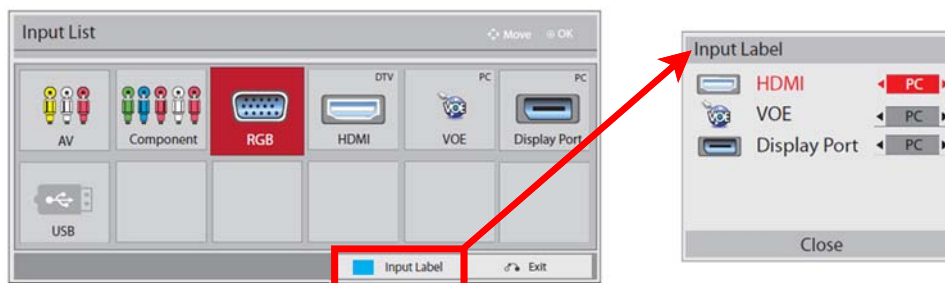 Input List
Move OK
DTV PC PC
AV Component RGB HDMI VOE Display Port
USB
Input Label Exit
Input Label
HDMI PC
VOE PC
Display Port PC
Close